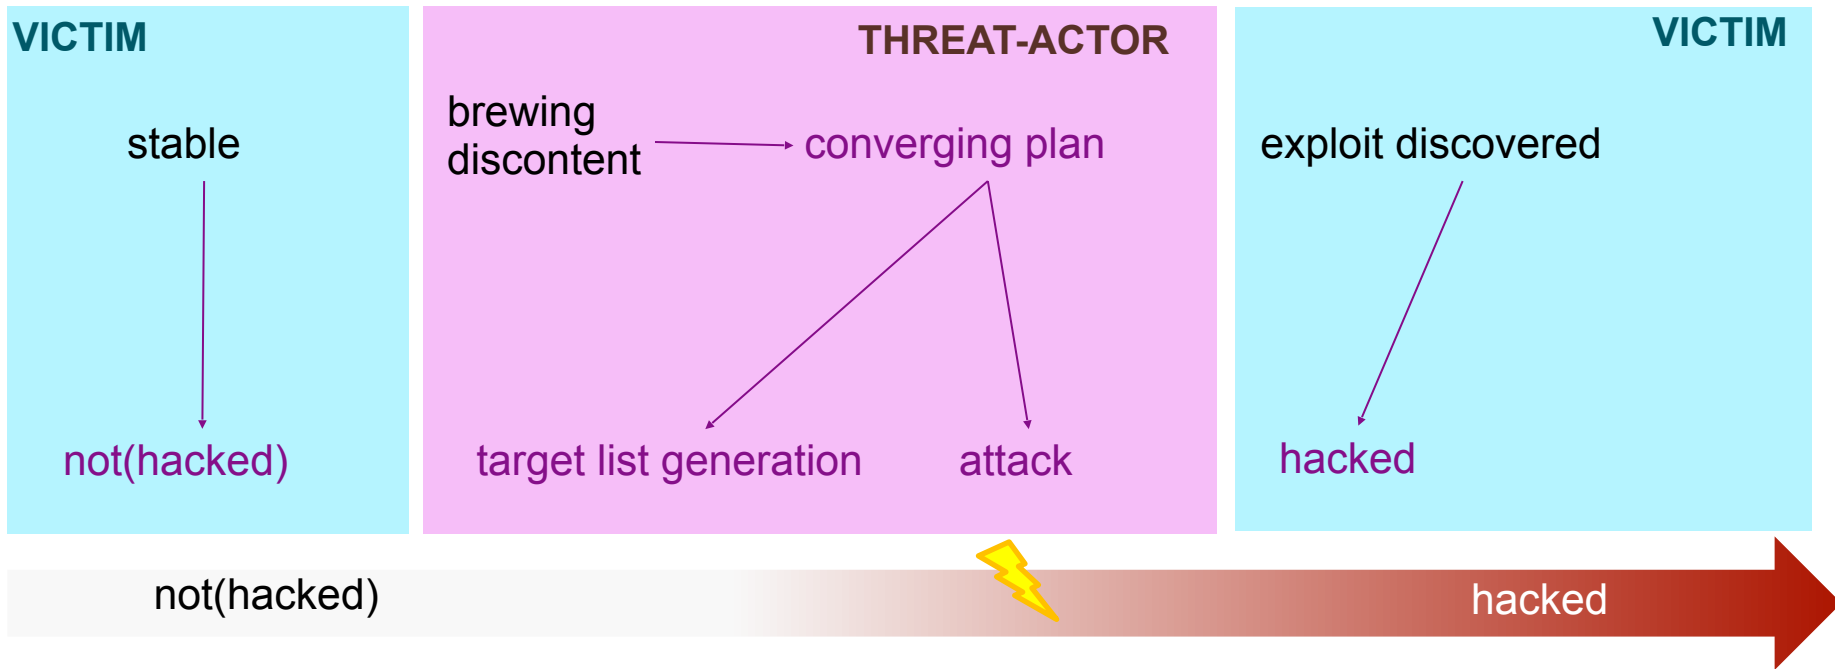 VICTIM
stable
not(hacked)
THREAT-ACTOR
brewing
discontent
converging plan
target list generation
attack
VICTIM
exploit discovered
hacked
not(hacked)
hacked